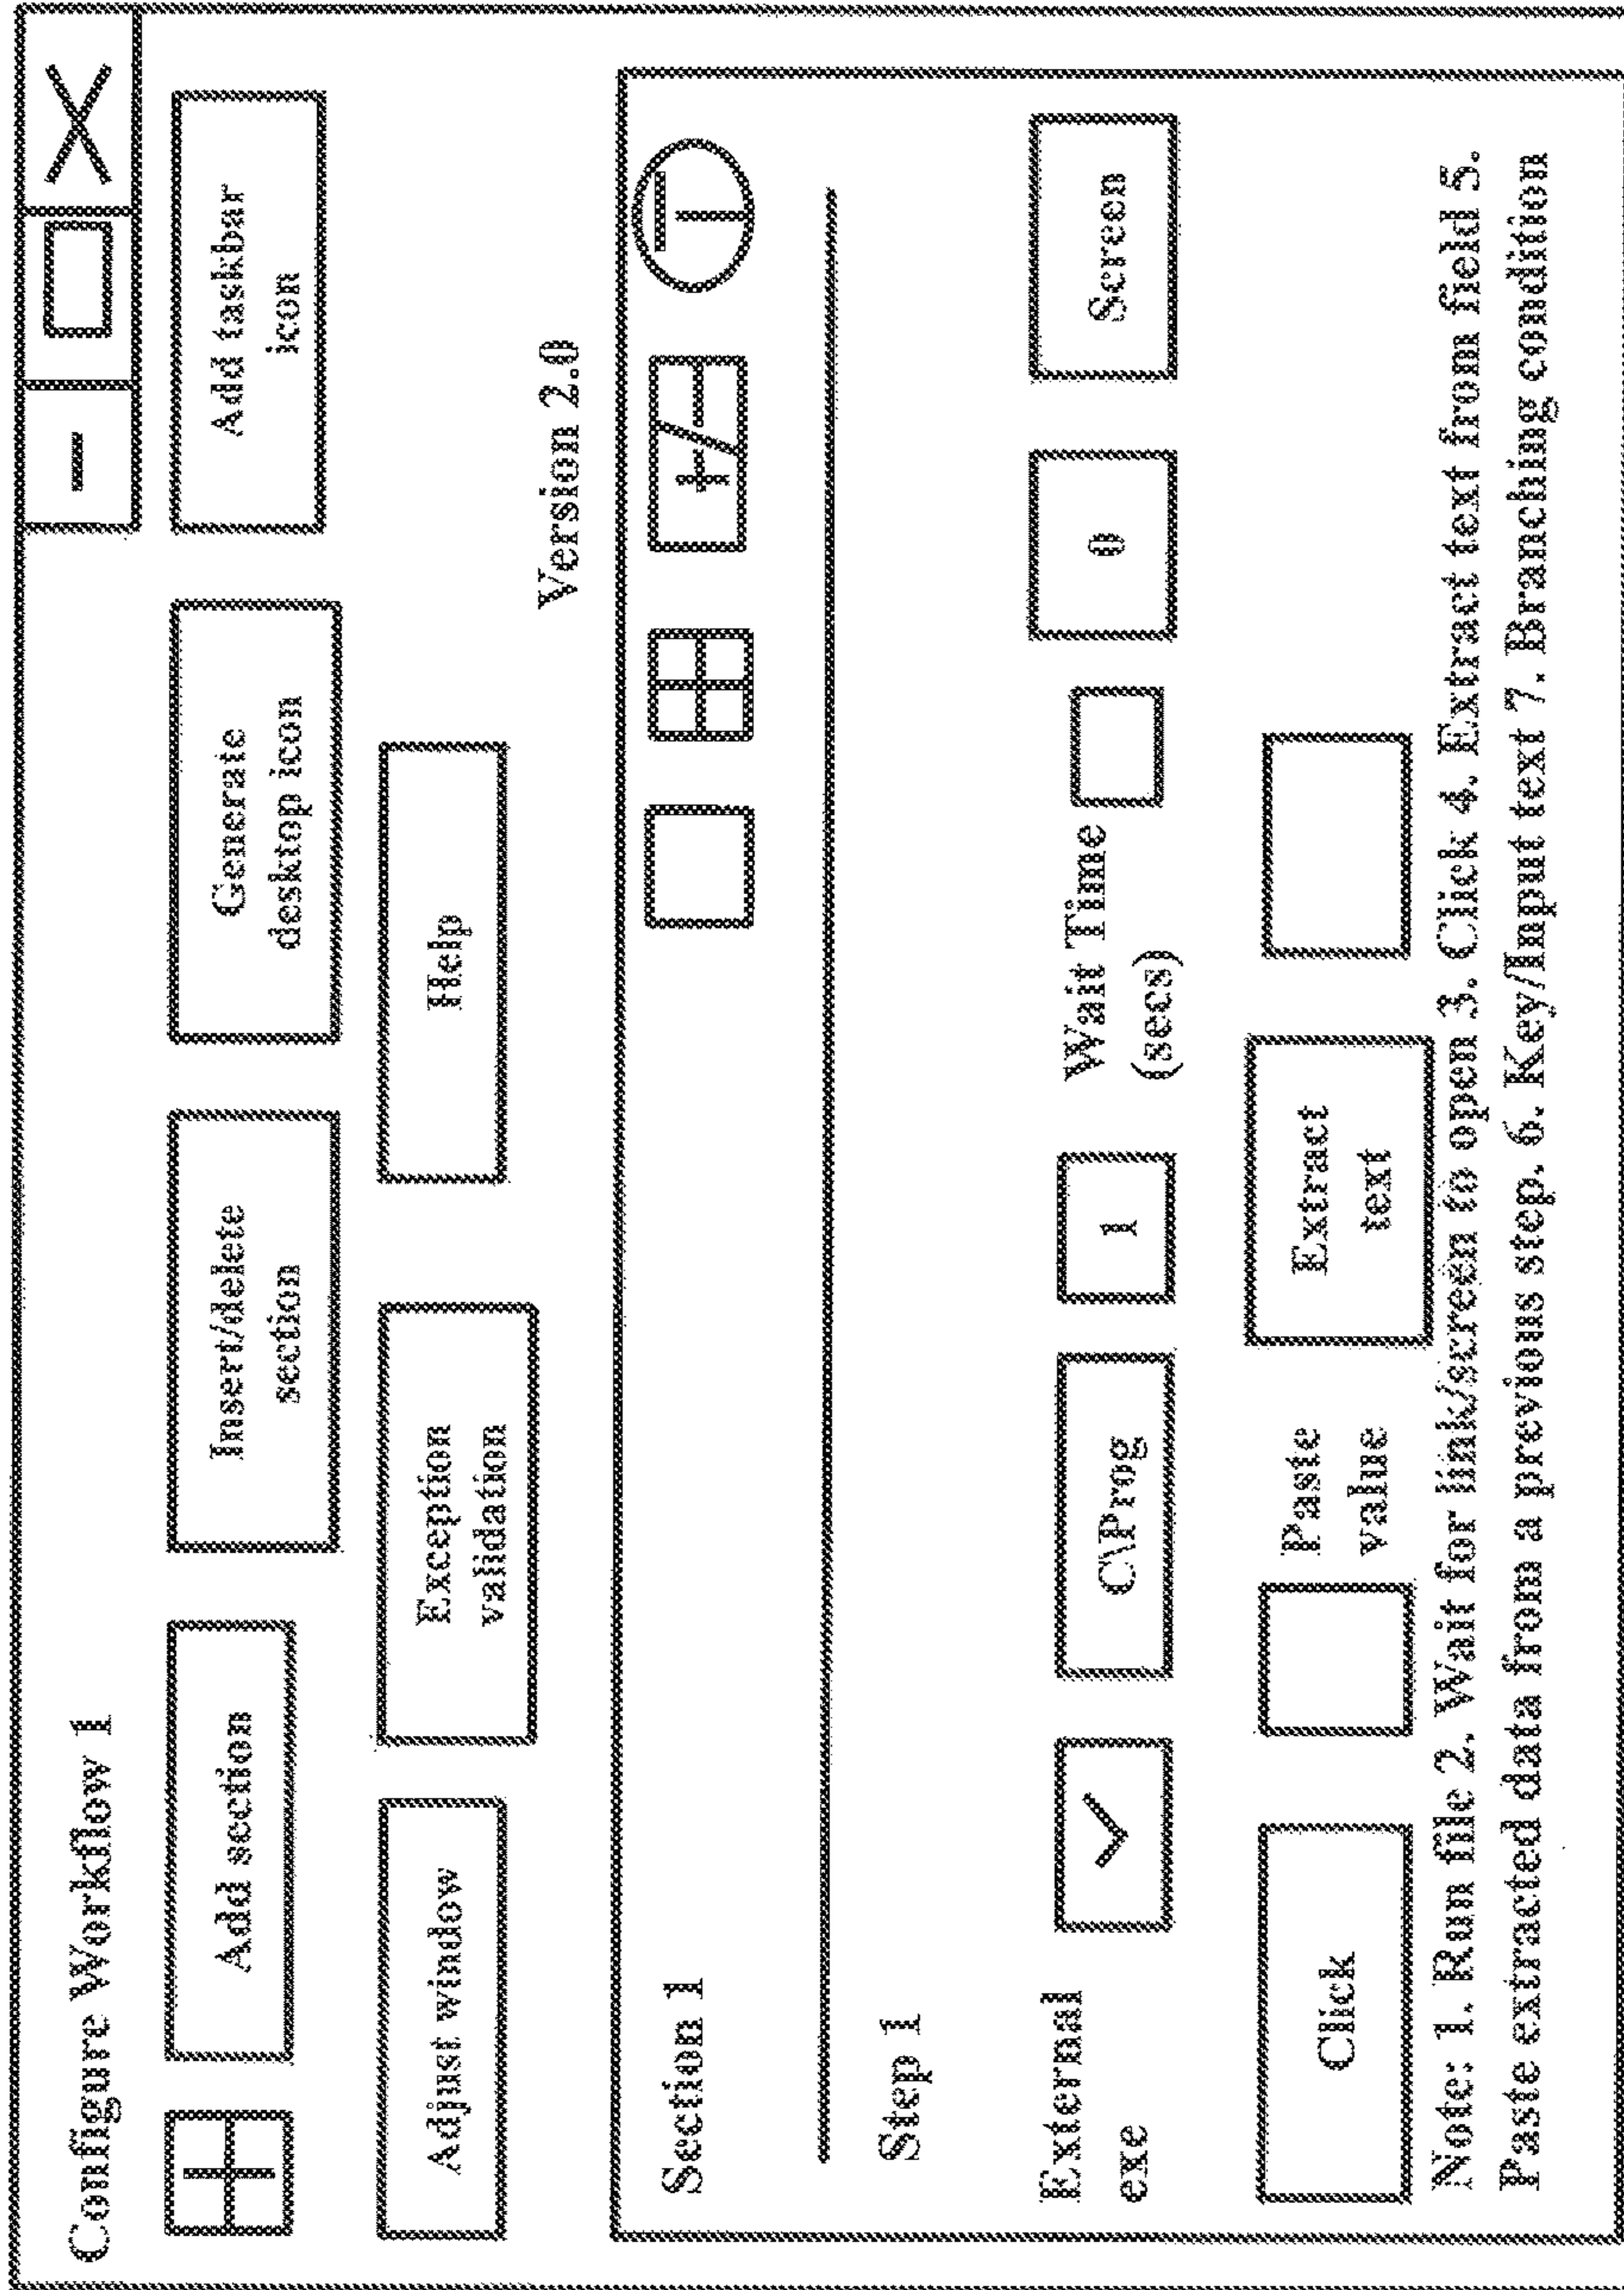 Configure Workflow 1
Add section
Insert/delete
section
Generate
desktop icon
Add taskbar
icon
Adjust window
Exception
validation
Help
Version 2.0
Section 1
+/-
Step 1
External
exe
C\Prog
1
Wait Time
(secs)
0
Screen
Click
Paste
value
Extract
text
Note: 1. Run file 2. Wait for link/screen to open 3. Click 4. Extract text from field 5.
Paste extracted data from a previous step. 6. Key/Input text 7. Branching condition